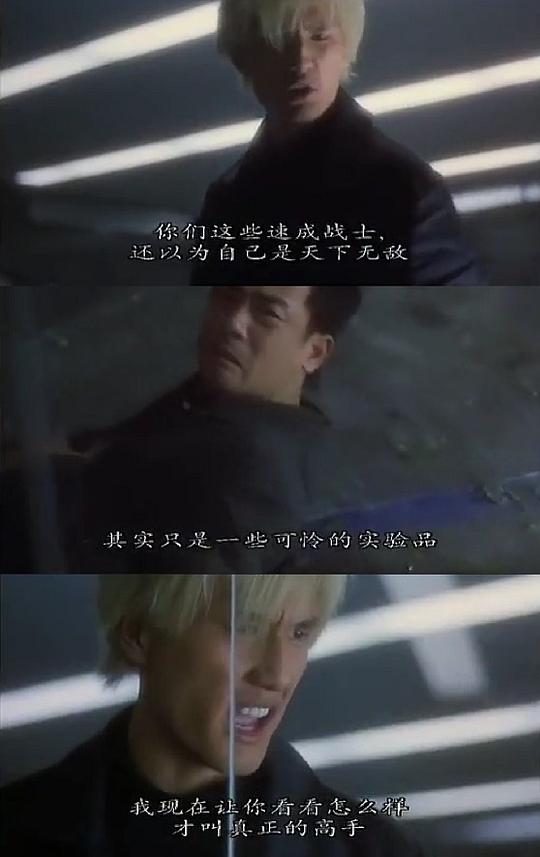 你们这些速成战士，
还以为自己是天下无敌
其实只是一些可怜的实验品
我现在让你看看怎么样
才叫真正的高手